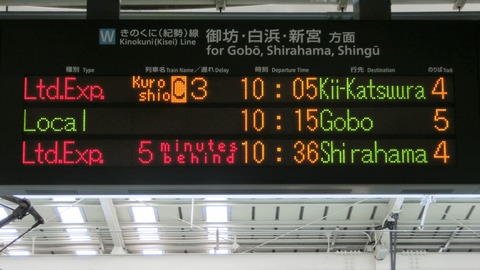 W きのくに(紀勢)線 御坊・白浜・新宮 方面
Kinokuni(Kisei) Line for Gobō, Shirahama, Shingū
種別 Type 列車名 Train Name／遅れ Delay 時刻 Departure Time 行先 Destination のりば Track
Ltd.Exp. Kuroshio 3 10:05 Kii-Katsuura 4
Local 10:15 Gobo 5
Ltd.Exp. 5 minutes behind 10:36 Shirahama 4